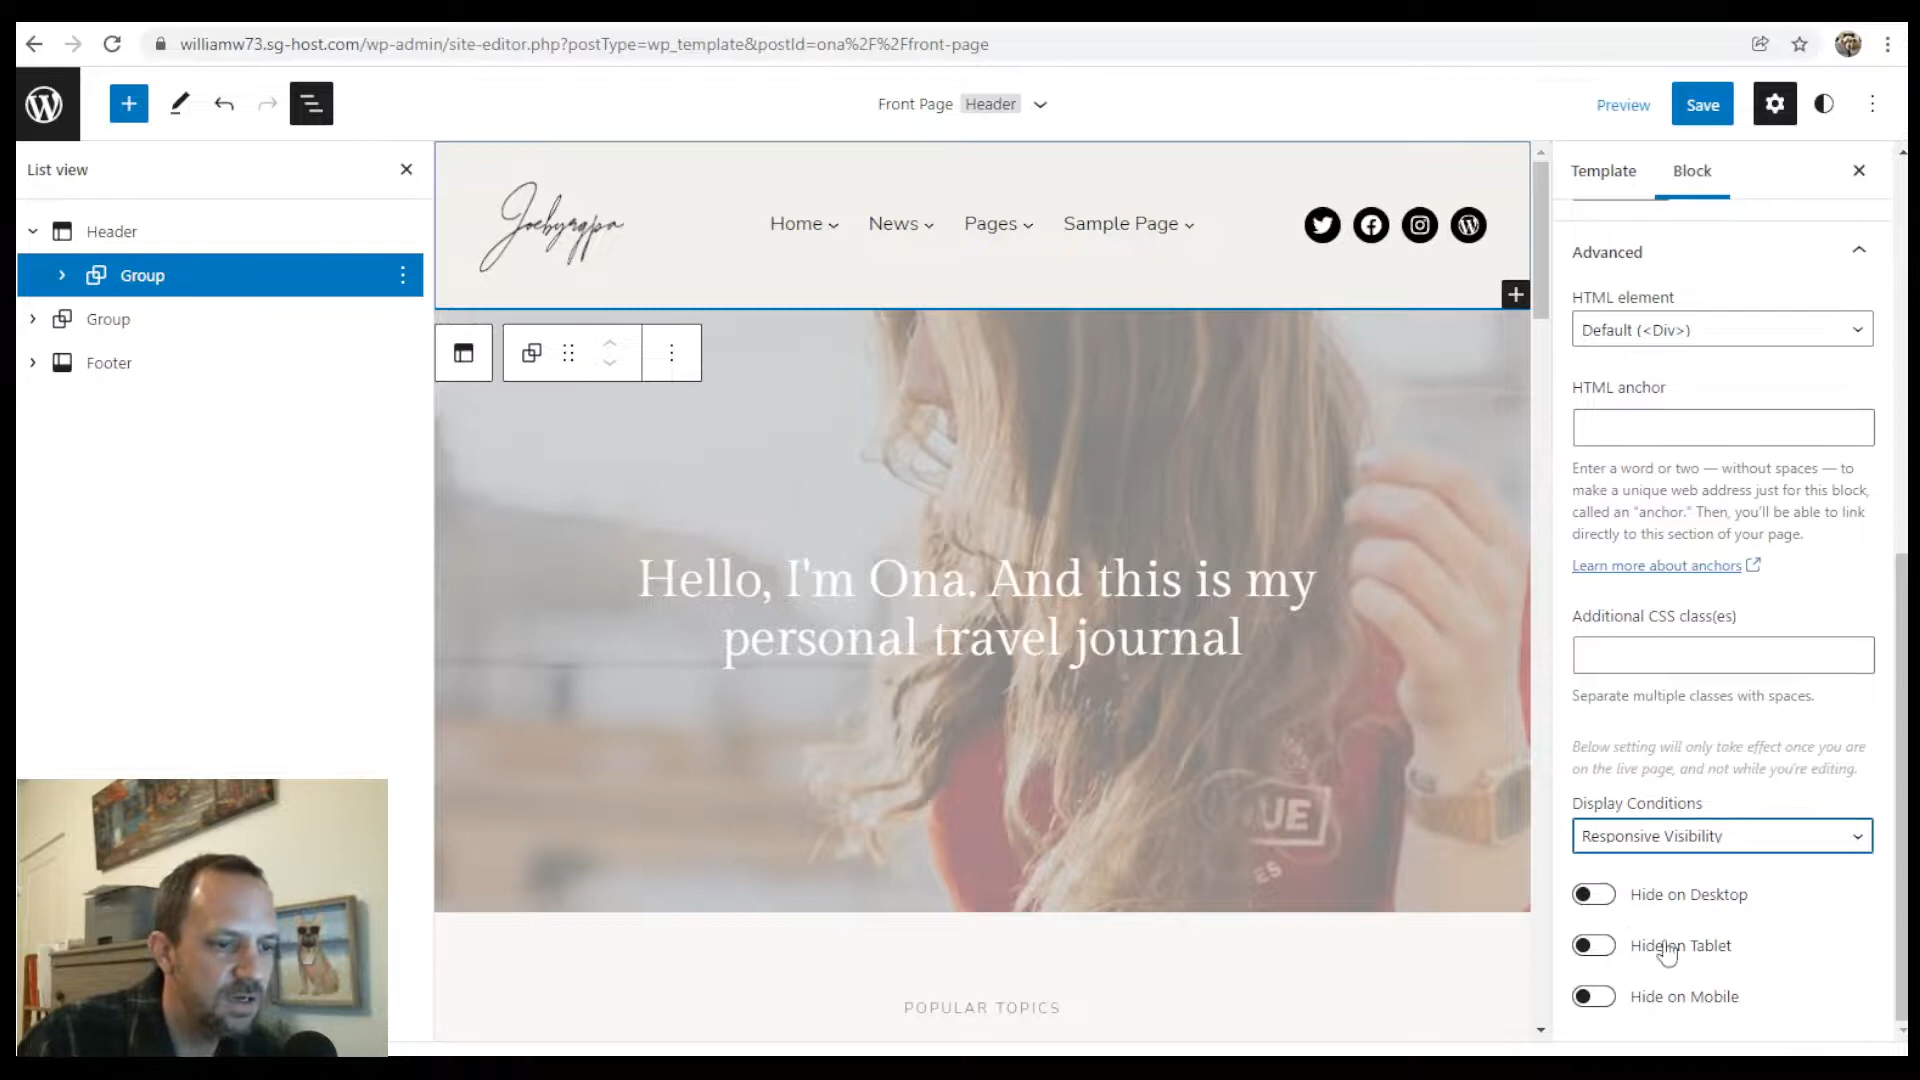 williamw73.sg-host.com/wp-admin/site-editor.php?postType=wp_template&postId=ona%2F%2Ffront-page
Front Page Header
Preview
Save
List view
Template
Block
Header
Group
Group
Footer
Home
News
Pages
Sample Page
Hello, I'm Ona. And this is my
personal travel journal
UE
ES
POPULAR TOPICS
Advanced
HTML element
Default (<Div>)
HTML anchor
Enter a word or two — without spaces — to
make a unique web address just for this block,
called an “anchor.” Then, you’ll be able to link
directly to this section of your page.
Learn more about anchors
Additional CSS class(es)
Separate multiple classes with spaces.
Below setting will only take effect once you are
on the live page, and not while you're editing.
Display Conditions
Responsive Visibility
Hide on Desktop
Hide on Tablet
Hide on Mobile